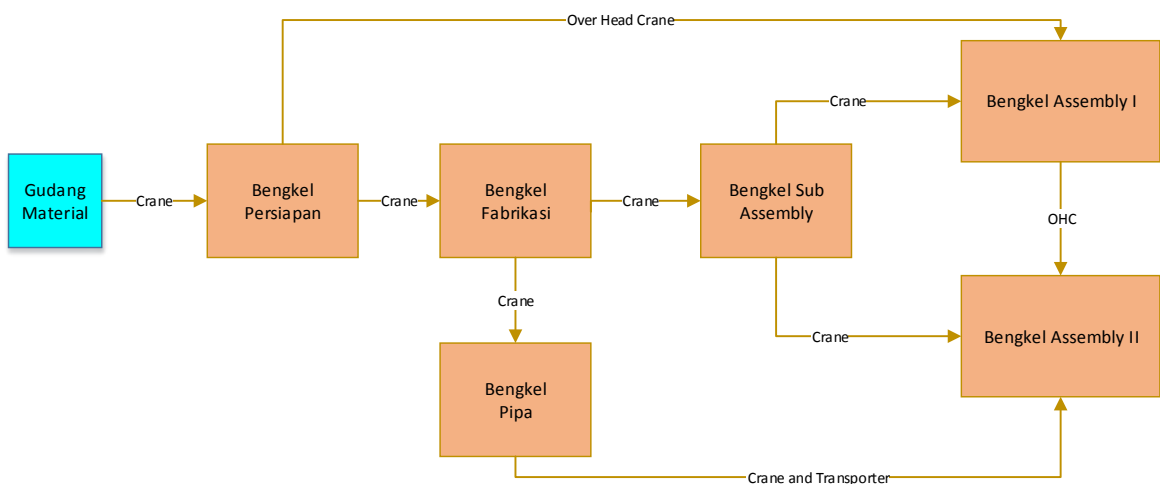 Over Head Crane
Bengkel Assembly I
Crane
Gudang
Material
Crane
Bengkel
Persiapan
Crane
Bengkel
Fabrikasi
Crane
Bengkel Sub
Assembly
OHC
Crane
Bengkel
Pipa
Crane
Bengkel Assembly II
Crane and Transporter